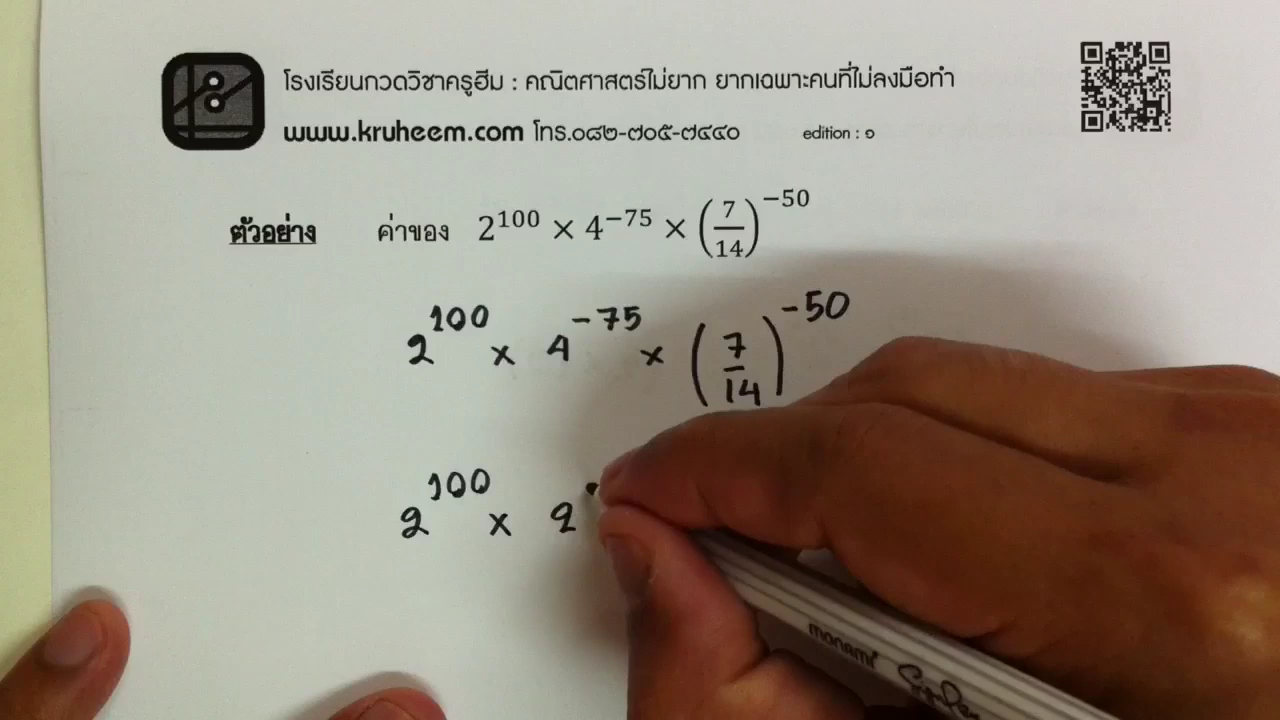 โรงเรียนกวดวิชาครูฮีม : คณิตศาสตร์ไม่ยาก ยากเฉพาะคนที่ไม่ลงมือทำ
www.kruheem.com โทร.๐๘๒-๗๐๕-๗๔๔๐ edition : ๑
ตัวอย่าง ค่าของ 2^100 × 4^−75 × (7/14)^−50
2^100 × 4^-75 × (7/14)^-50
2^100 × 2
monami